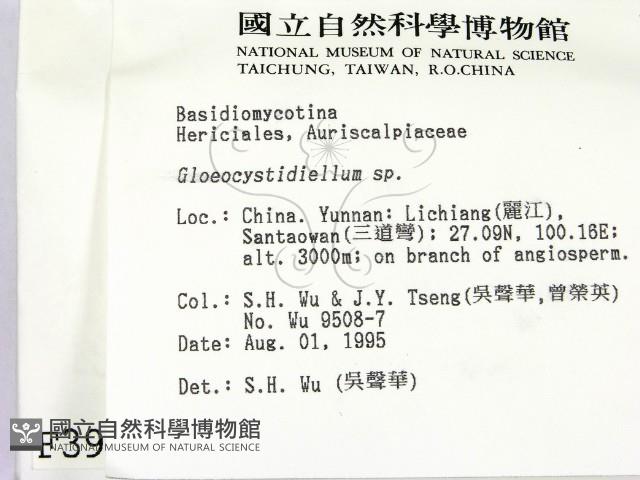 國立自然科學博物館
NATIONAL MUSEUM OF NATURAL SCIENCE
TAICHUNG, TAIWAN, R.O.CHINA
Basidiomycotina
Hericiales, Auriscalpiaceae
Gloeocystidiellum sp.
Loc.: China. Yunnan: Lichiang(麗江),
Santaowan(三道彎); 27.09N, 100.16E;
alt. 3000m; on branch of angiosperm.
Col.: S.H. Wu & J.Y. Tseng(吳聲華,曾榮英)
No. Wu 9508-7
Date: Aug. 01, 1995
Det.: S.H. Wu (吳聲華)
國立自然科學博物館
NATIONAL MUSEUM OF NATURAL SCIENCE
F39